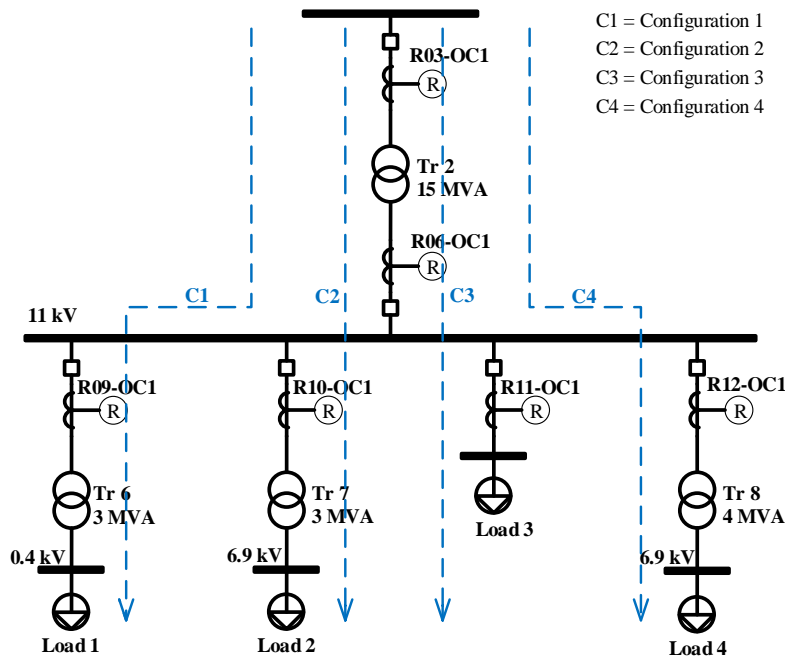 C1 = Configuration 1
C2 = Configuration 2
C3 = Configuration 3
C4 = Configuration 4
R03-OC1
R
Tr 2
15 MVA
R06-OC1
R
C1
C2
C3
C4
11 kV
R09-OC1
R
R10-OC1
R
R11-OC1
R
R12-OC1
R
Tr 6
3 MVA
Tr 7
3 MVA
Tr 8
4 MVA
Load 3
0.4 kV
6.9 kV
6.9 kV
Load 1
Load 2
Load 4